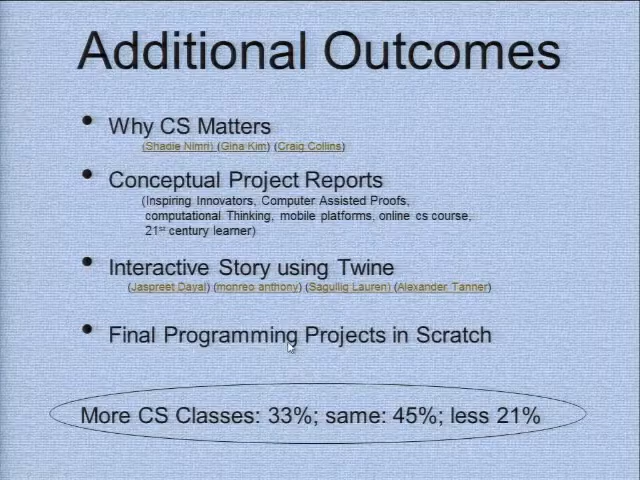 Additional Outcomes
• Why CS Matters
(Shadie Nimri) (Gina Kim) (Craig Collins)
• Conceptual Project Reports
(Inspiring Innovators, Computer Assisted Proofs,
computational Thinking, mobile platforms, online cs course,
21st century learner)
• Interactive Story using Twine
(Jaspreet Dayal) (monreo anthony) (Sagullig Lauren) (Alexander Tanner)
• Final Programming Projects in Scratch
More CS Classes: 33%; same: 45%; less 21%